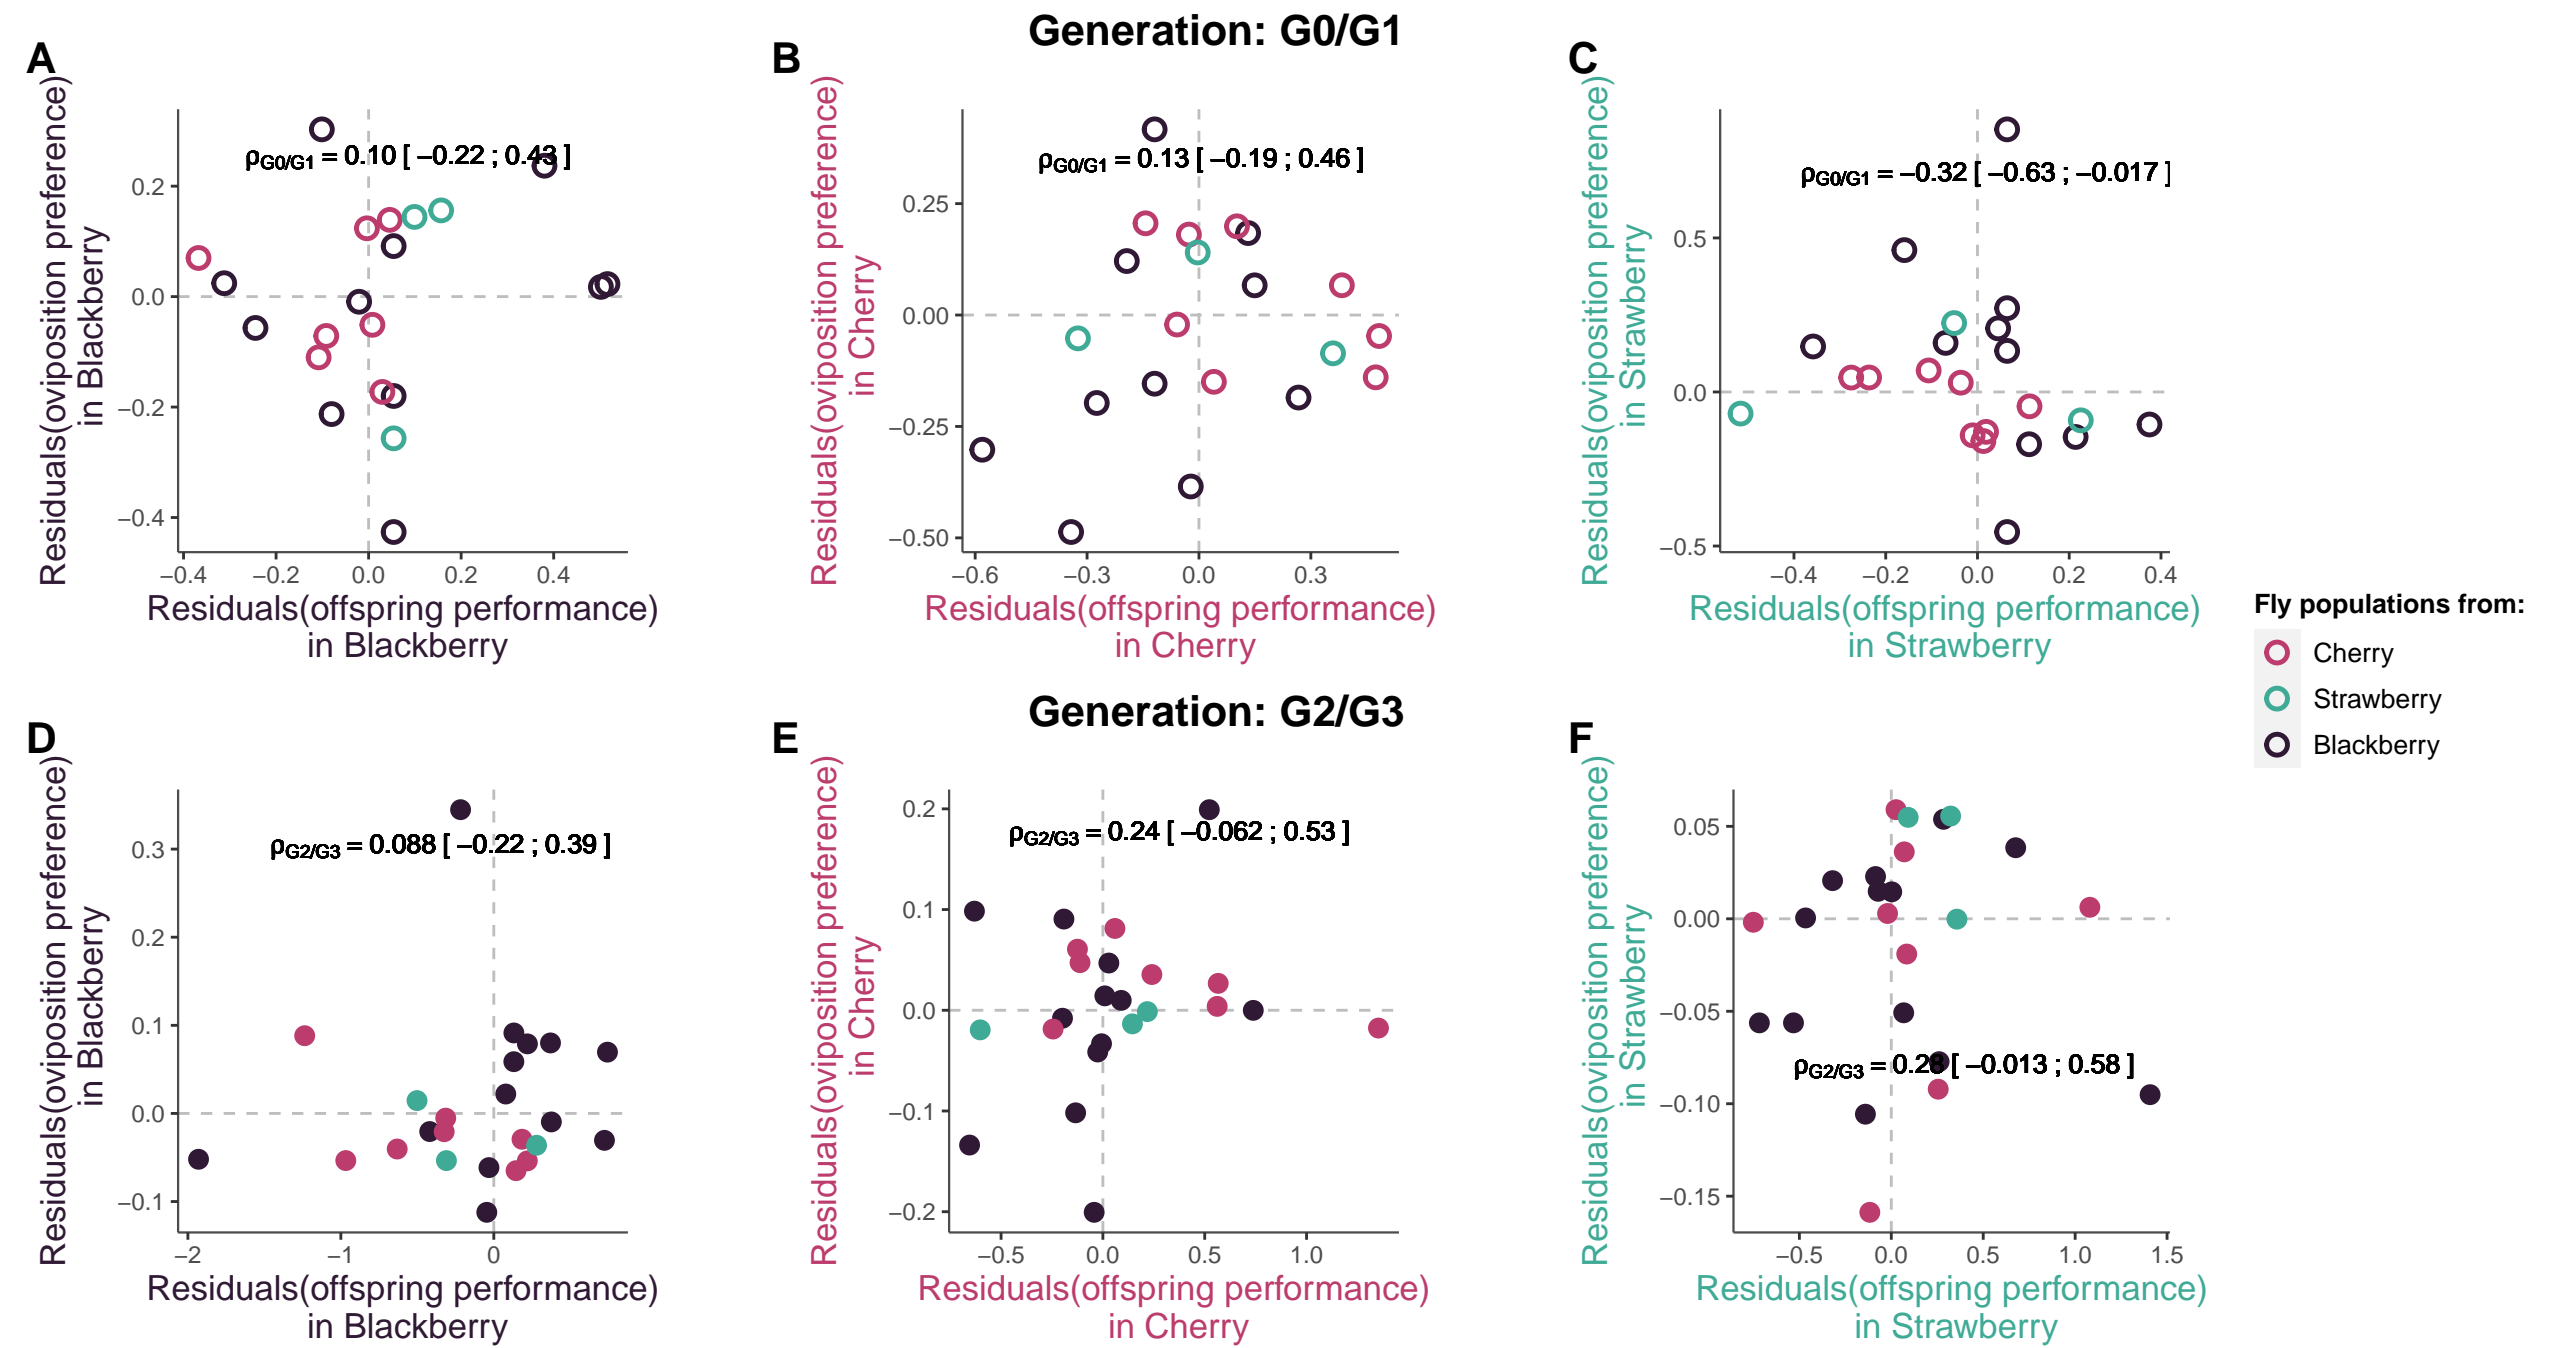 Generation: G0/G1
A
Residuals(oviposition preference)
in Blackberry
ρG0/G1 = 0.10 [ −0.22 ; 0.43 ]
0.2
0.0
−0.2
−0.4
−0.4 −0.2 0.0 0.2 0.4
Residuals(offspring performance)
in Blackberry
B
Residuals(oviposition preference)
in Cherry
ρG0/G1 = 0.13 [ −0.19 ; 0.46 ]
0.25
0.00
−0.25
−0.50
−0.6 −0.3 0.0 0.3
Residuals(offspring performance)
in Cherry
C
Residuals(oviposition preference)
in Strawberry
ρG0/G1 = −0.32 [ −0.63 ; −0.017 ]
0.5
0.0
−0.5
−0.4 −0.2 0.0 0.2 0.4
Residuals(offspring performance)
in Strawberry
Fly populations from:
Cherry
Strawberry
Blackberry
Generation: G2/G3
D
Residuals(oviposition preference)
in Blackberry
ρG2/G3 = 0.088 [ −0.22 ; 0.39 ]
0.3
0.2
0.1
0.0
−0.1
−2 −1 0
Residuals(offspring performance)
in Blackberry
E
Residuals(oviposition preference)
in Cherry
ρG2/G3 = 0.24 [ −0.062 ; 0.53 ]
0.2
0.1
0.0
−0.1
−0.2
−0.5 0.0 0.5 1.0
Residuals(offspring performance)
in Cherry
F
Residuals(oviposition preference)
in Strawberry
ρG2/G3 = 0.28 [ −0.013 ; 0.58 ]
0.05
0.00
−0.05
−0.10
−0.15
−0.5 0.0 0.5 1.0 1.5
Residuals(offspring performance)
in Strawberry